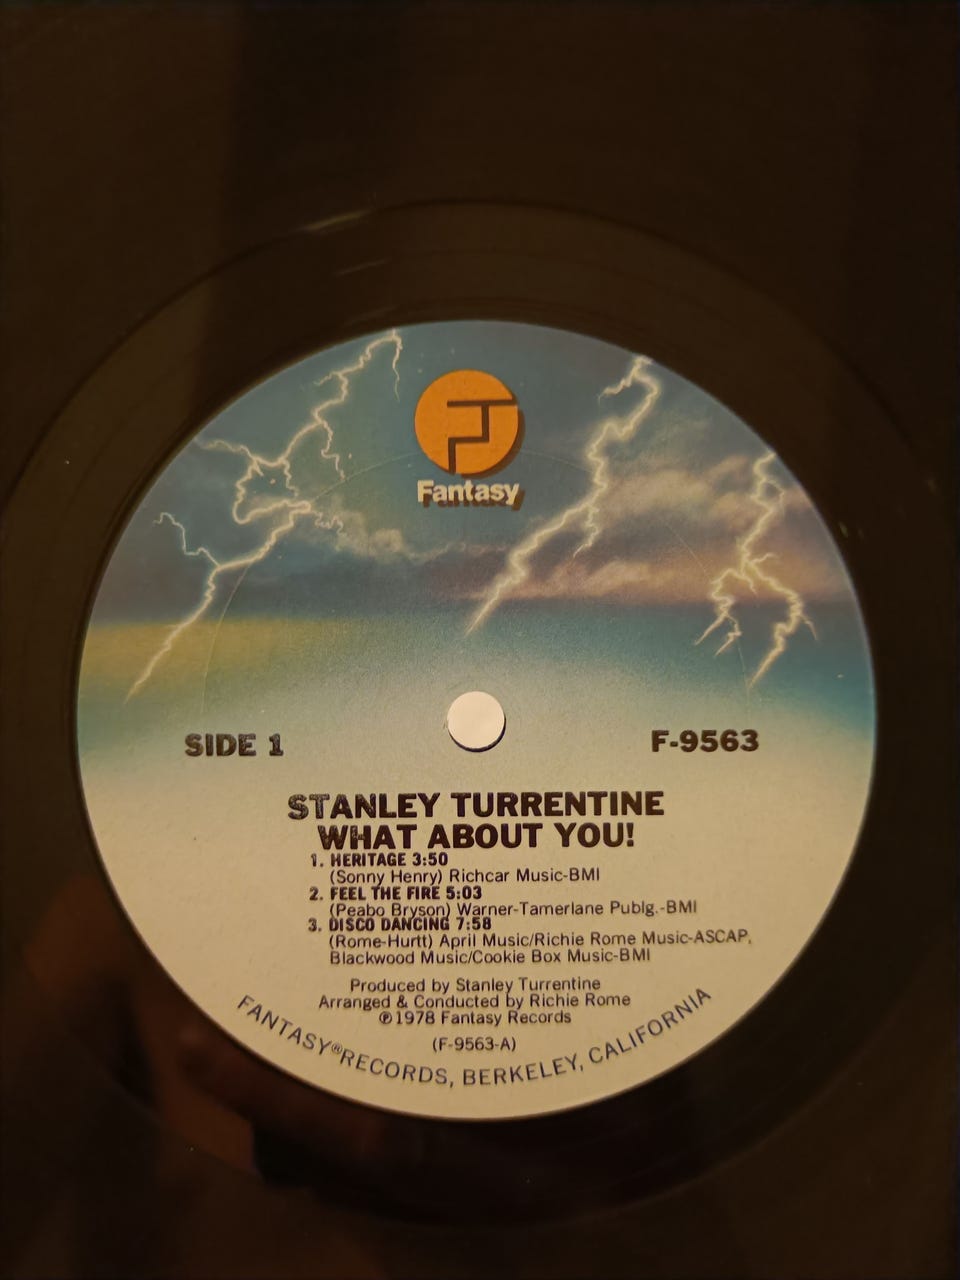 Fantasy
SIDE 1
F-9563
STANLEY TURRENTINE
WHAT ABOUT YOU!
1. HERITAGE 3:50
(Sonny Henry) Richcar Music-BMI
2. FEEL THE FIRE 5:03
(Peabo Bryson) Warner-Tamerlane Publg.-BMI
3. DISCO DANCING 7:58
(Rome-Hurtt) April Music/Richie Rome Music-ASCAP,
Blackwood Music/Cookie Box Music-BMI
Produced by Stanley Turrentine
Arranged & Conducted by Richie Rome
℗1978 Fantasy Records
(F-9563-A)
FANTASY® RECORDS, BERKELEY, CALIFORNIA